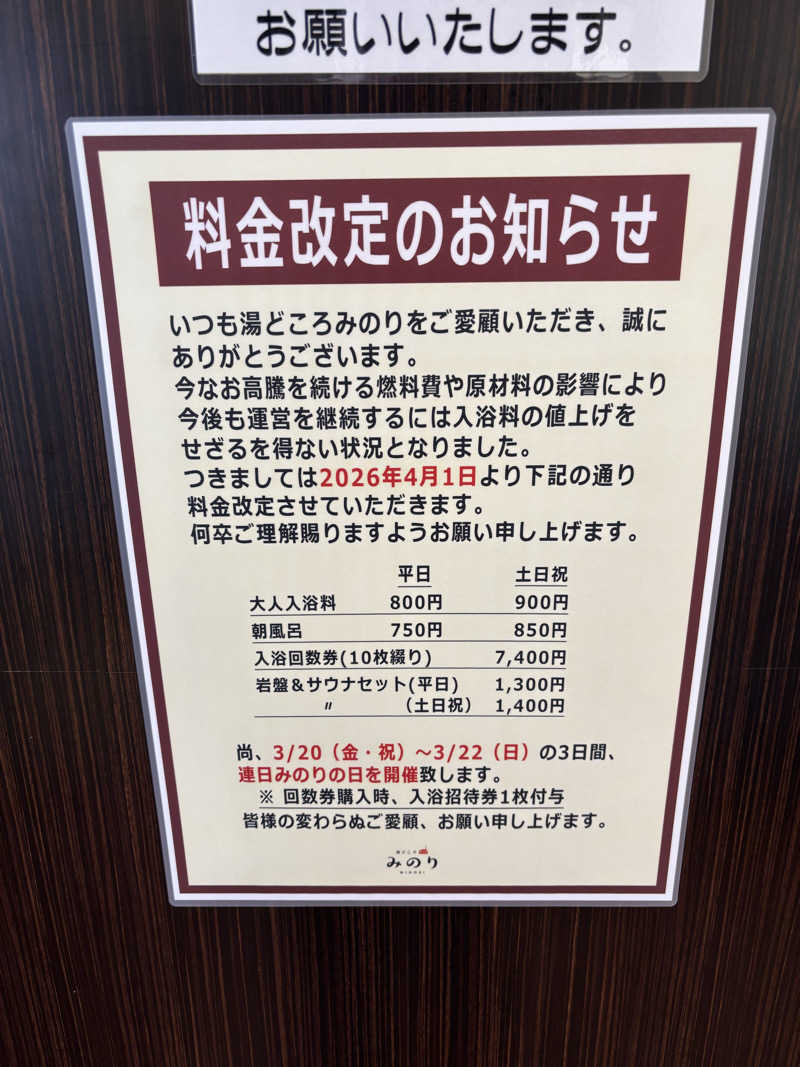 お願いいたします。
料金改定のお知らせ
いつも湯どころみのりをご愛顧いただき、誠に
ありがとうございます。
今なお高騰を続ける燃料費や原材料の影響により
今後も運営を継続するには入浴料の値上げを
せざるを得ない状況となりました。
つきましては2026年4月1日より下記の通り
料金改定させていただきます。
何卒ご理解賜りますようお願い申し上げます。
平日 土日祝
大人入浴料 800円 900円
朝風呂 750円 850円
入浴回数券(10枚綴り) 7,400円
岩盤＆サウナセット(平日) 1,300円
〃 （土日祝） 1,400円
尚、3/20（金・祝）～3/22（日）の3日間、
連日みのりの日を開催致します。
※ 回数券購入時、入浴招待券1枚付与
皆様の変わらぬご愛顧、お願い申し上げます。
湯どころ
みのり
MINORI